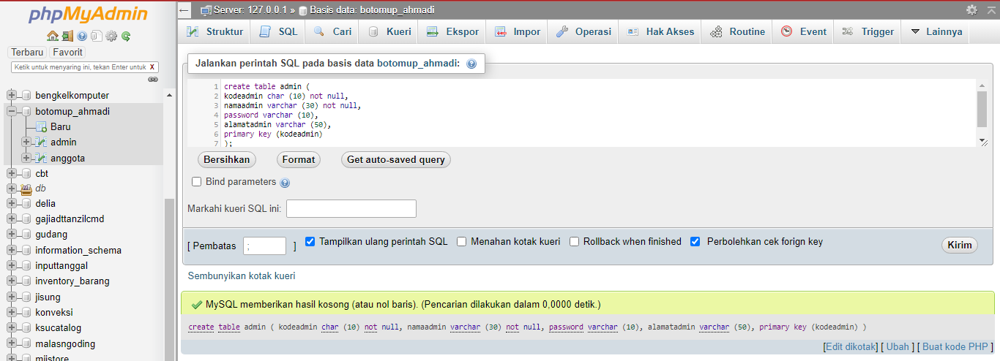 phpMyAdmin
Terbaru Favorit
Ketik untuk menyaring ini, tekan Enter untuk X
bengkelkomputer
botomup_ahmadi
Baru
admin
anggota
cbt
db
delia
gajiadttanzilcmd
gudang
information_schema
inputtanggal
inventory_barang
jisung
konveksi
ksucatalog
malasngoding
miistore
Server: 127.0.0.1 » Basis data: botomup_ahmadi
Struktur SQL Cari Kueri Ekspor Impor Operasi Hak Akses Routine Event Trigger Lainnya
Jalankan perintah SQL pada basis data botomup_ahmadi:
1 create table admin (
2 kodeadmin char (10) not null,
3 namaadmin varchar (30) not null,
4 password varchar (10),
5 alamatadmin varchar (50),
6 primary key (kodeadmin)
7 );
Bersihkan Format Get auto-saved query
Bind parameters
Markahi kueri SQL ini:
[ Pembatas ; ] Tampilkan ulang perintah SQL Menahan kotak kueri Rollback when finished Perbolehkan cek forign key Kirim
Sembunyikan kotak kueri
MySQL memberikan hasil kosong (atau nol baris). (Pencarian dilakukan dalam 0,0000 detik.)
create table admin ( kodeadmin char (10) not null, namaadmin varchar (30) not null, password varchar (10), alamatadmin varchar (50), primary key (kodeadmin) )
[Edit dikotak] [ Ubah ] [ Buat kode PHP ]